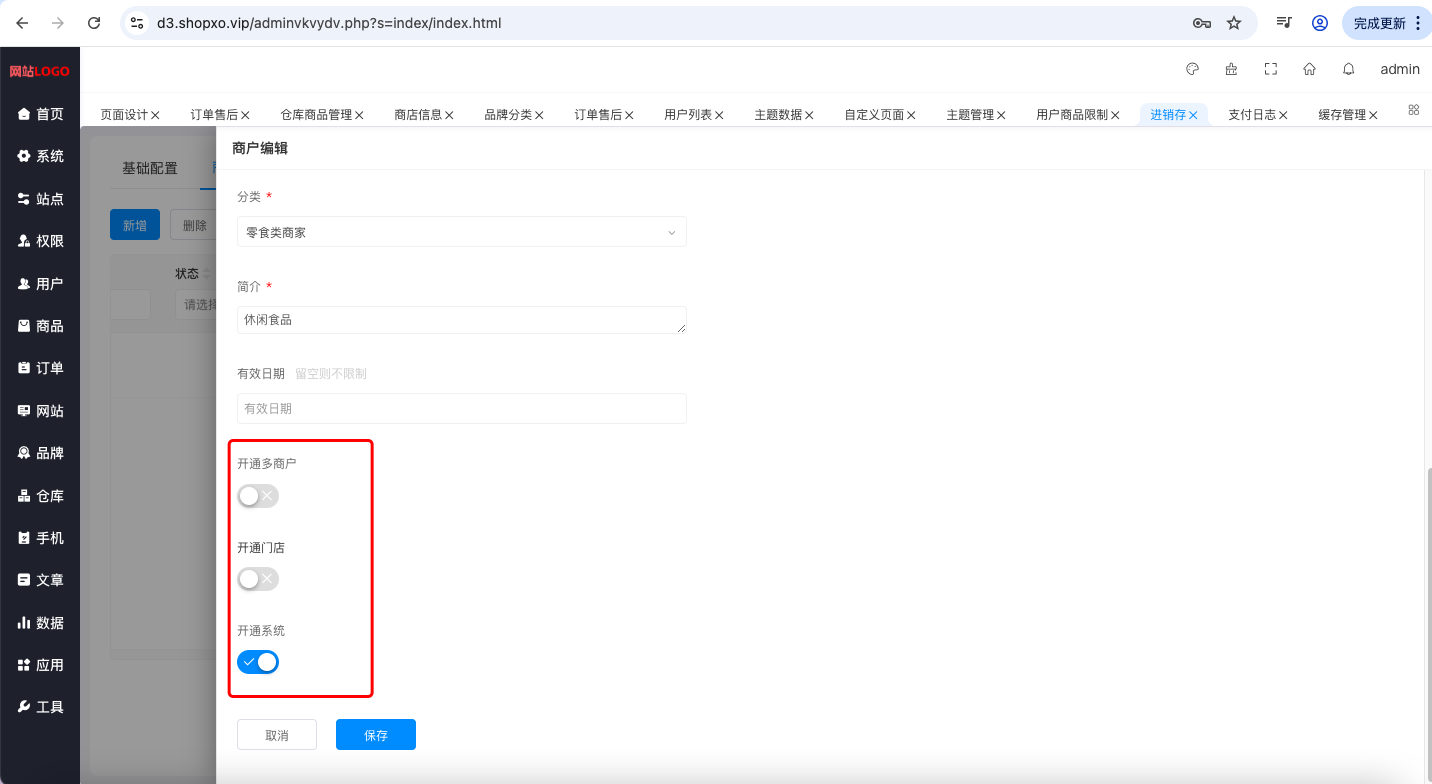 d3.shopxo.vip/adminvkvydv.php?s=index/index.html
完成更新
网站LOGO
admin
页面设计 订单售后 仓库商品管理 商店信息 品牌分类 订单售后 用户列表 主题数据 自定义页面 主题管理 用户商品限制 进销存 支付日志 缓存管理
首页
系统
站点
权限
用户
商品
订单
网站
品牌
仓库
手机
文章
数据
应用
工具
基础配置
新增 删除
状态
请选择
商户编辑
分类 *
零食类商家
简介 *
休闲食品
有效日期 留空则不限制
有效日期
开通多商户
开通门店
开通系统
取消 保存